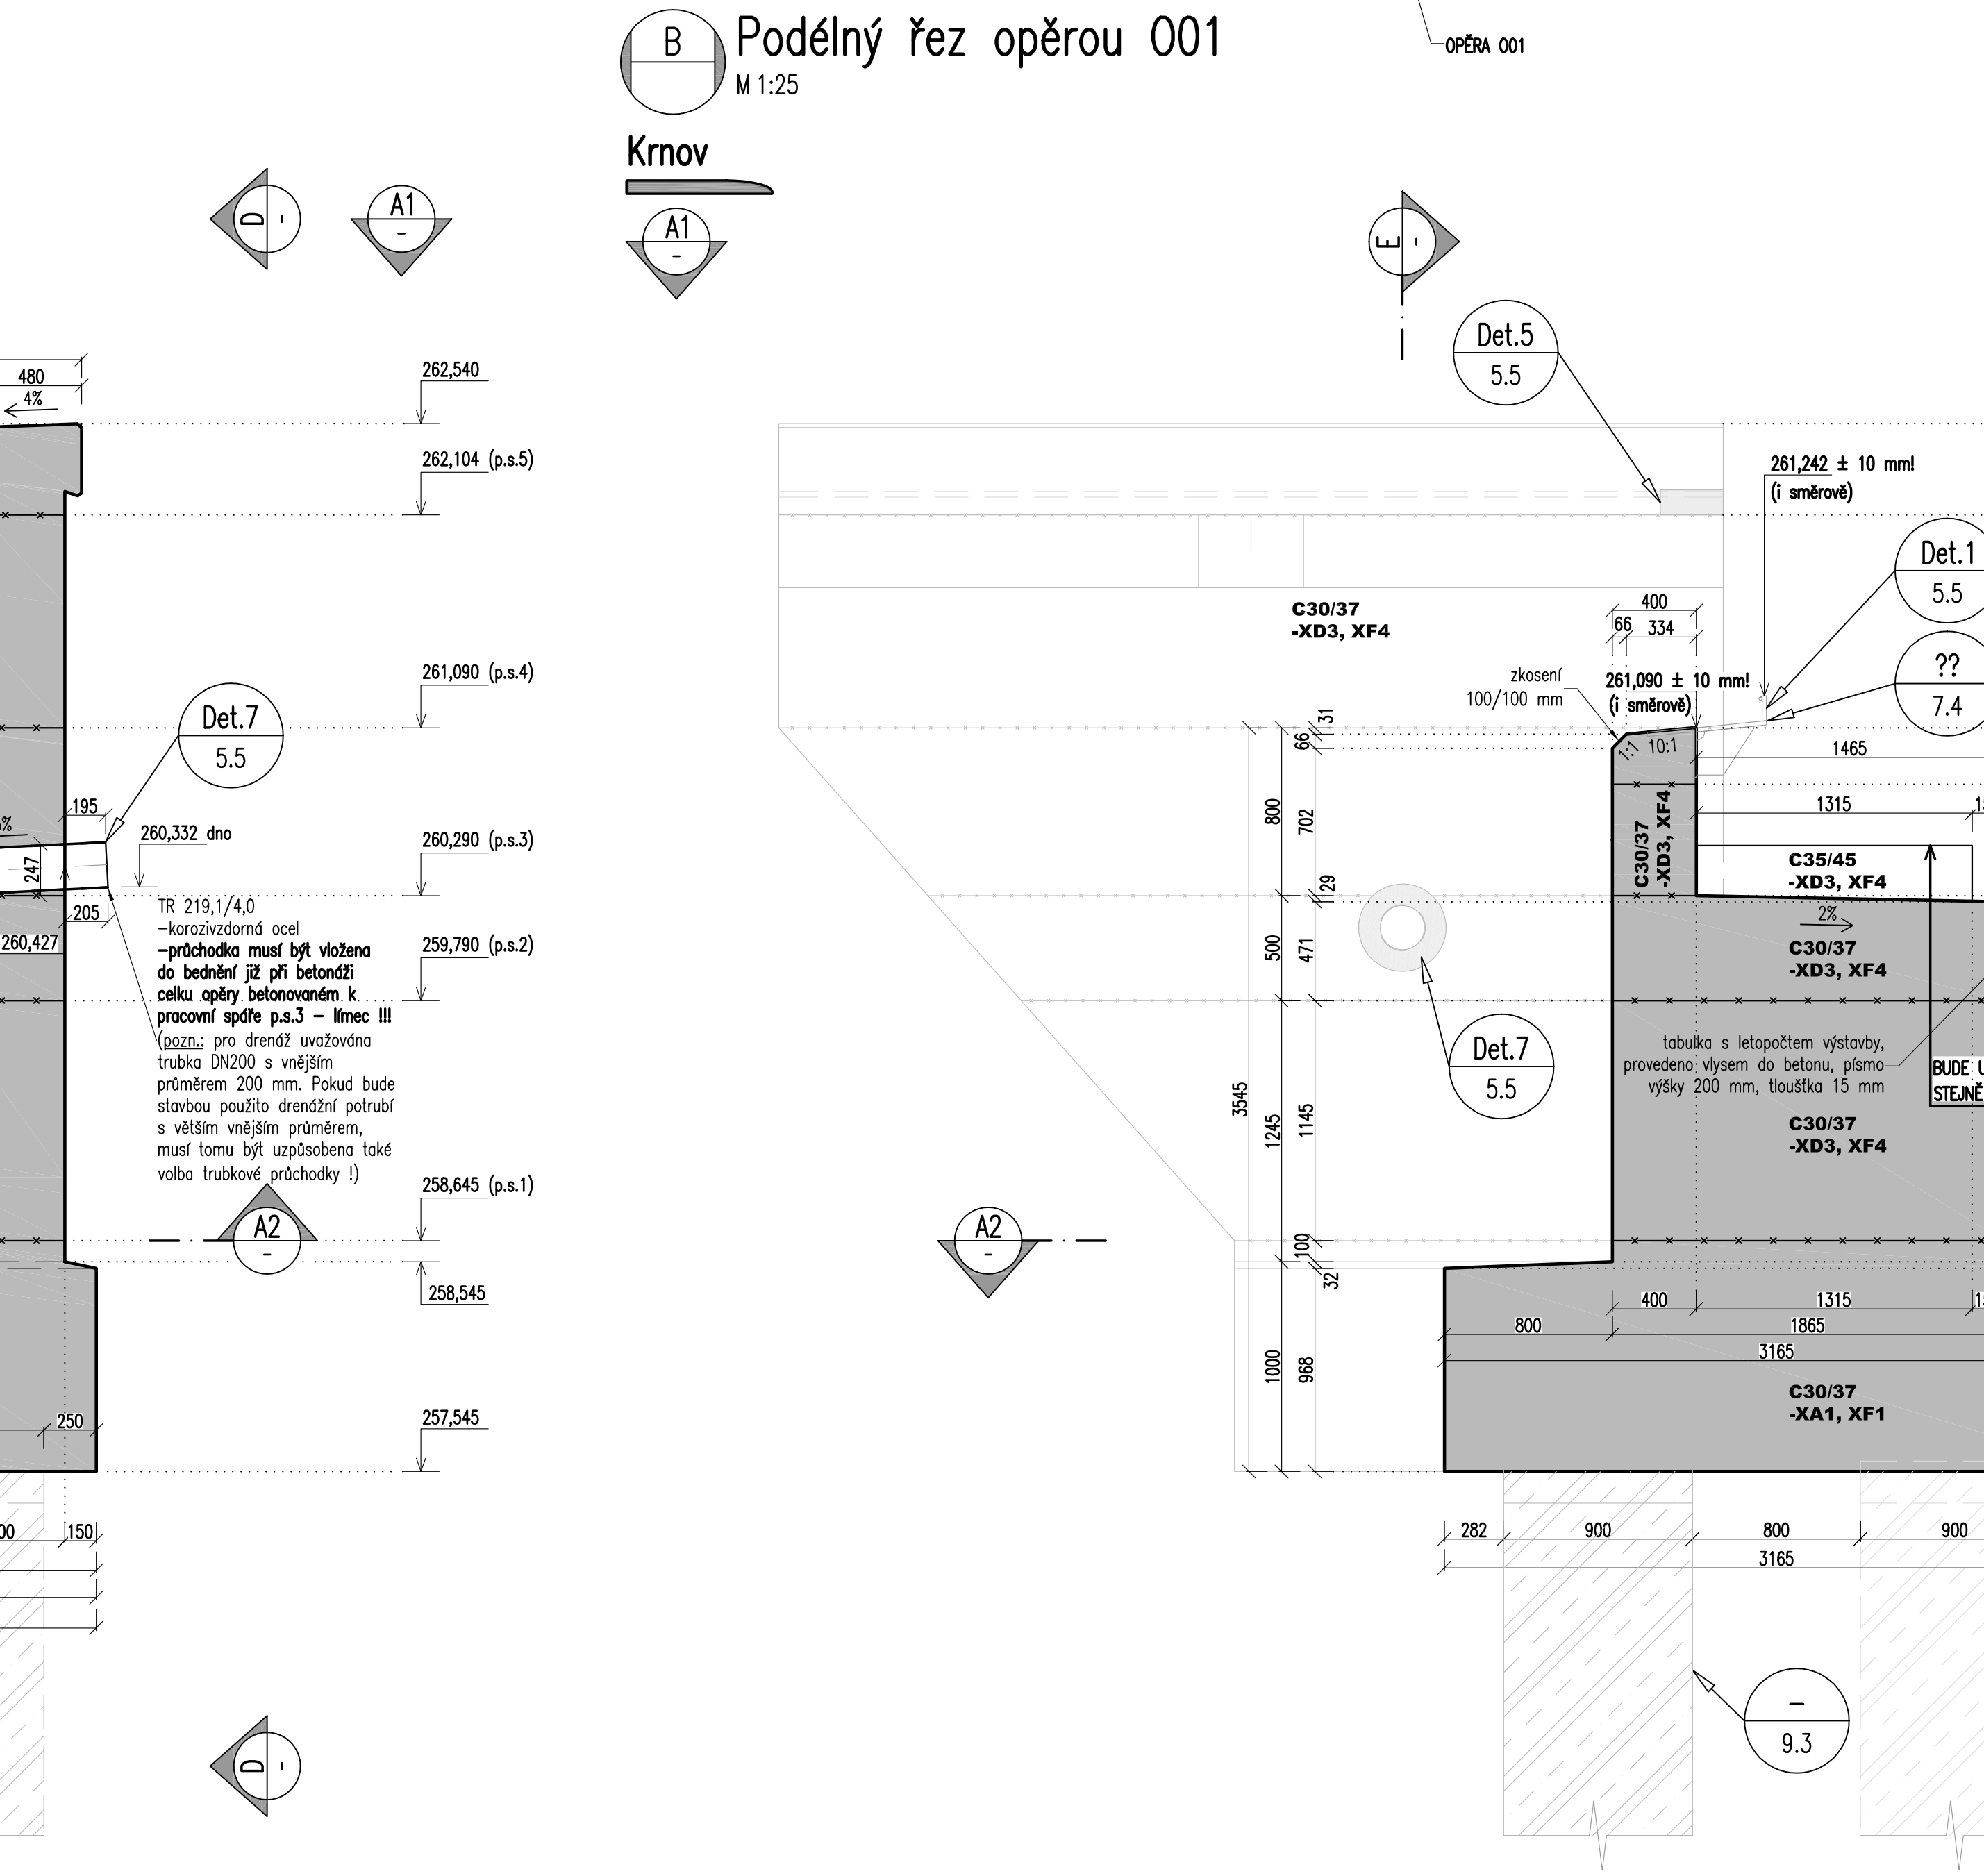 B
Podélný řez opěrou 001
M 1:25
OPĚRA 001
Krnov
D
-
A1
-
A1
-
E
-
Det.5
5.5
480
4%
262,540
262,104 (p.s.5)
261,090 (p.s.4)
260,290 (p.s.3)
259,790 (p.s.2)
258,645 (p.s.1)
258,545
257,545
Det.7
5.5
195
247
205
260,332 dno
260,427
TR 219,1/4,0
-korozivzdorná ocel
-průchodka musí být vložena
do bednění již při betonáži
celku opěry betonovaném k
pracovní spáře p.s.3 - límec !!!
(pozn.: pro drenáž uvažována
trubka DN200 s vnějším
průměrem 200 mm. Pokud bude
stavbou použito drenážní potrubí
s větším vnějším průměrem,
musí tomu být uzpůsobena také
volba trubkové průchodky !)
A2
-
250
150
D
-
261,242 ± 10 mm!
(i směrově)
Det.1
5.5
??
7.4
C30/37
-XD3, XF4
400
66
334
zkosení
100/100 mm
261,090 ± 10 mm!
(i směrově)
1:1
10:1
1465
1315
C30/37
-XD3, XF4
C35/45
-XD3, XF4
2%
C30/37
-XD3, XF4
tabulka s letopočtem výstavby,
provedeno vlysem do betonu, písmo
výšky 200 mm, tloušťka 15 mm
BUDE
STEJNĚ
C30/37
-XD3, XF4
31
66
800
702
29
500
471
3545
1245
1145
100
32
1000
968
Det.7
5.5
A2
-
400
1315
800
1865
3165
C30/37
-XA1, XF1
282
900
800
900
3165
–
9.3